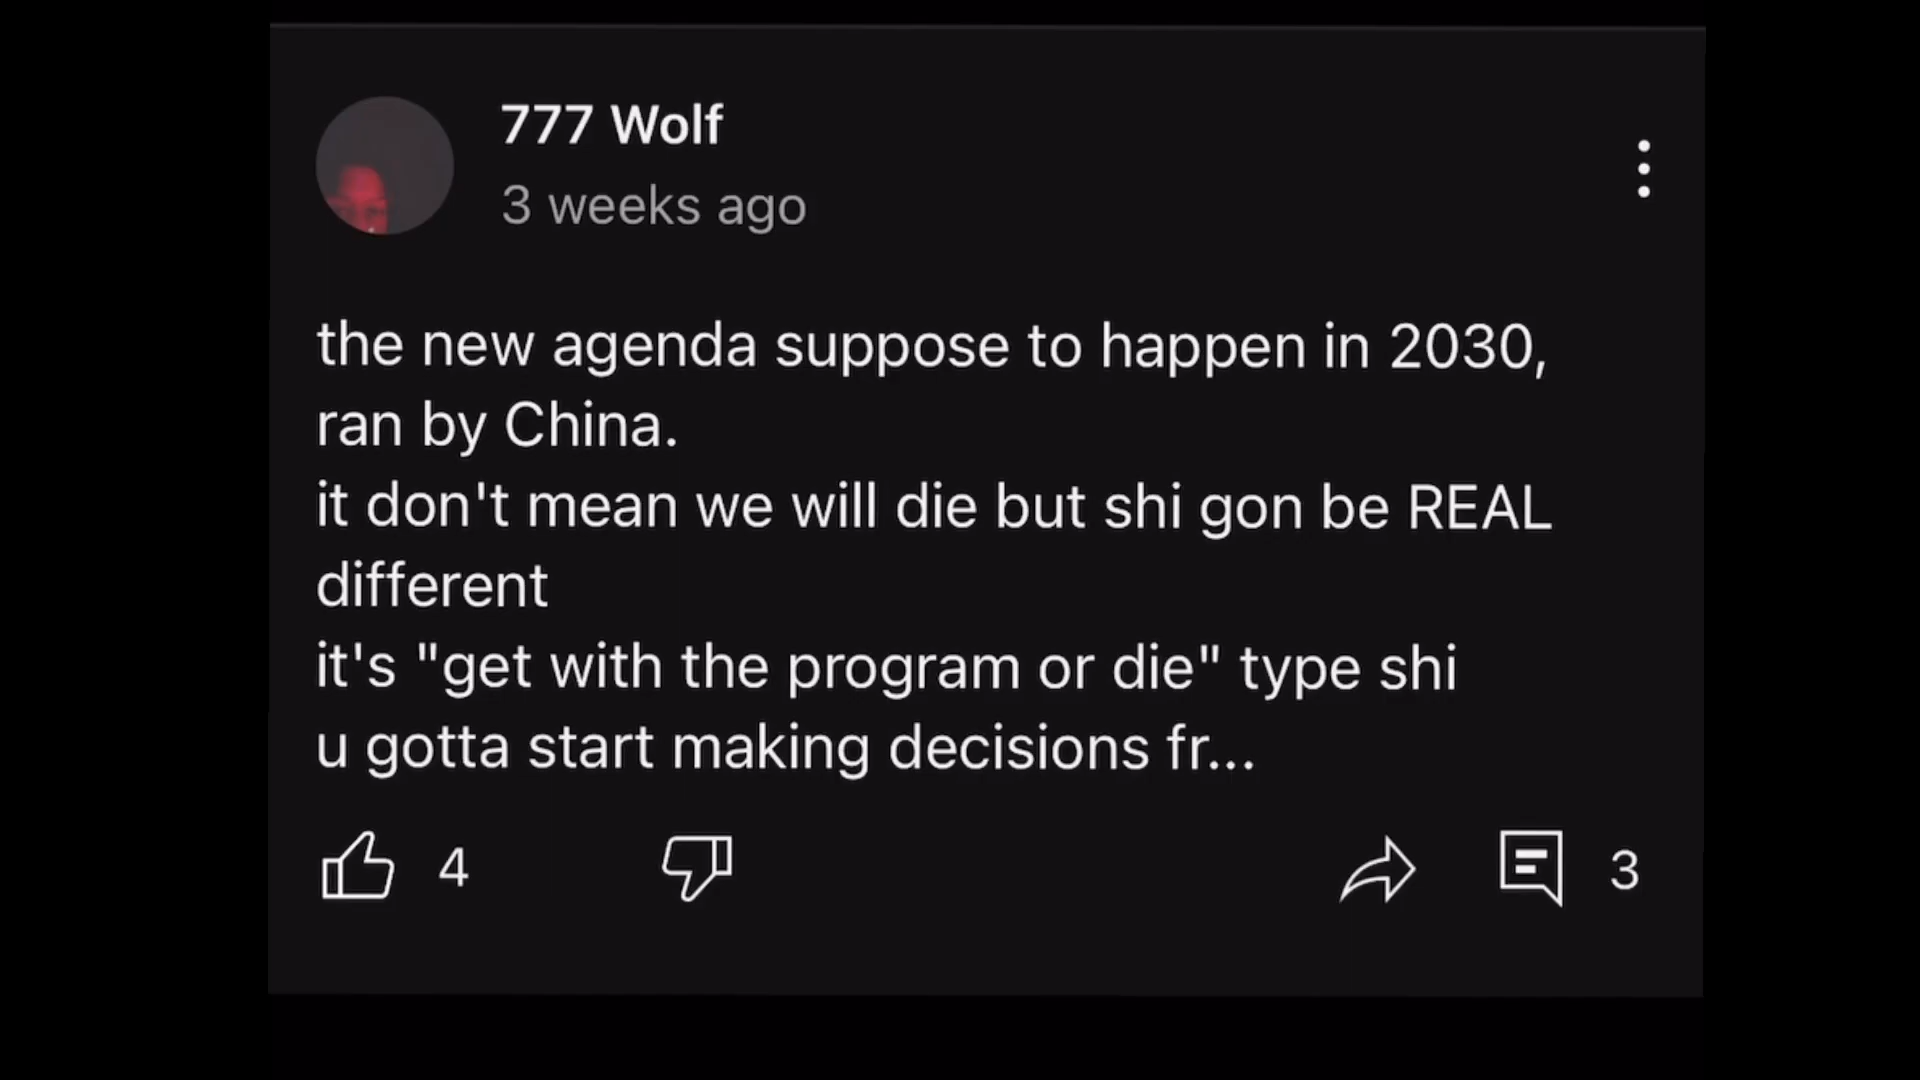 777 Wolf
3 weeks ago
the new agenda suppose to happen in 2030,
ran by China.
it don't mean we will die but shi gon be REAL
different
it's "get with the program or die" type shi
u gotta start making decisions fr...
4
3